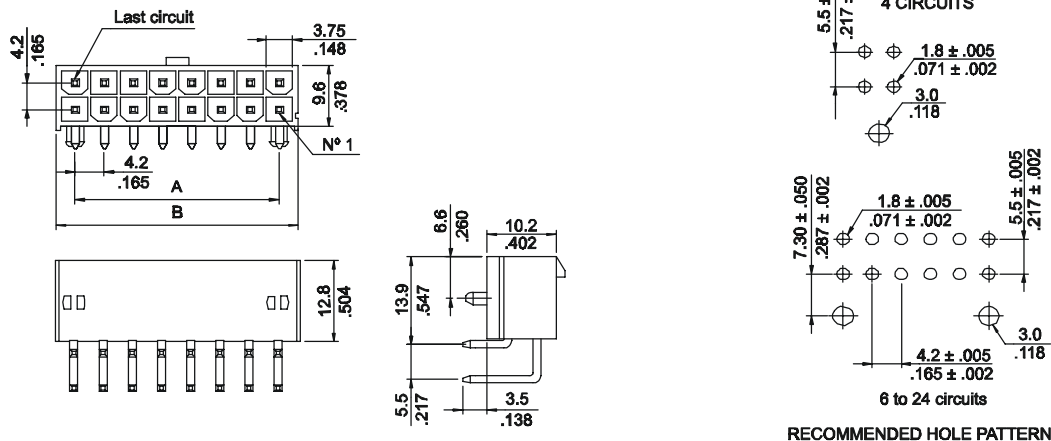 Last circuit
4.2
.165
3.75
.148
9.6
.378
Nº 1
4.2
.165
A
B
12.8
.504
6.6
.260
10.2
.402
13.9
.547
5.5
.217
3.5
.138
4 CIRCUITS
5.5 ±
.217 ±
1.8 ± .005
.071 ± .002
3.0
.118
7.30 ± .050
.287 ± .002
1.8 ± .005
.071 ± .002
5.5 ± .005
.217 ± .002
3.0
.118
4.2 ± .005
.165 ± .002
6 to 24 circuits
RECOMMENDED HOLE PATTERN